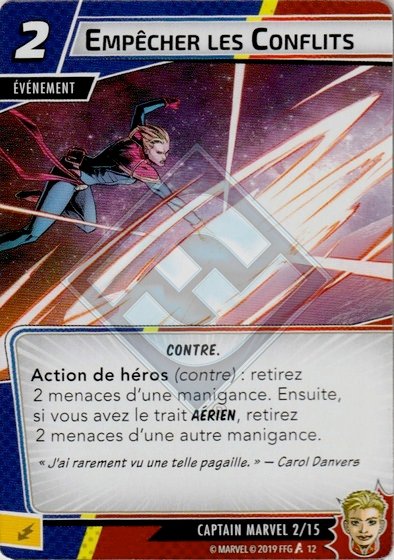 2
EMPÊCHER LES CONFLITS
ÉVÉNEMENT
CONTRE.
Action de héros (contre) : retirez
2 menaces d'une manigance. Ensuite,
si vous avez le trait AÉRIEN, retirez
2 menaces d'une autre manigance.
« J'ai rarement vu une telle pagaille. » — Carol Danvers
CAPTAIN MARVEL 2/15
© MARVEL © 2019 FFG 12